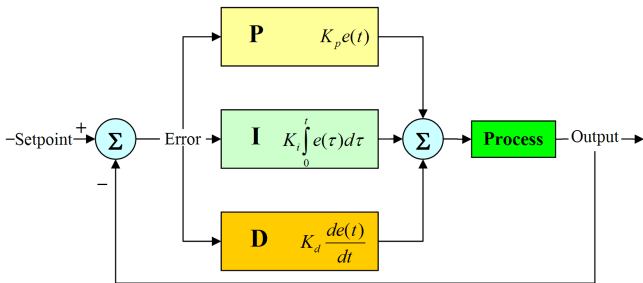 P K_p e(t)
–Setpoint + Σ Error I K_i ∫_0^t e(τ)dτ Σ Process Output
–
D K_d de(t)/dt